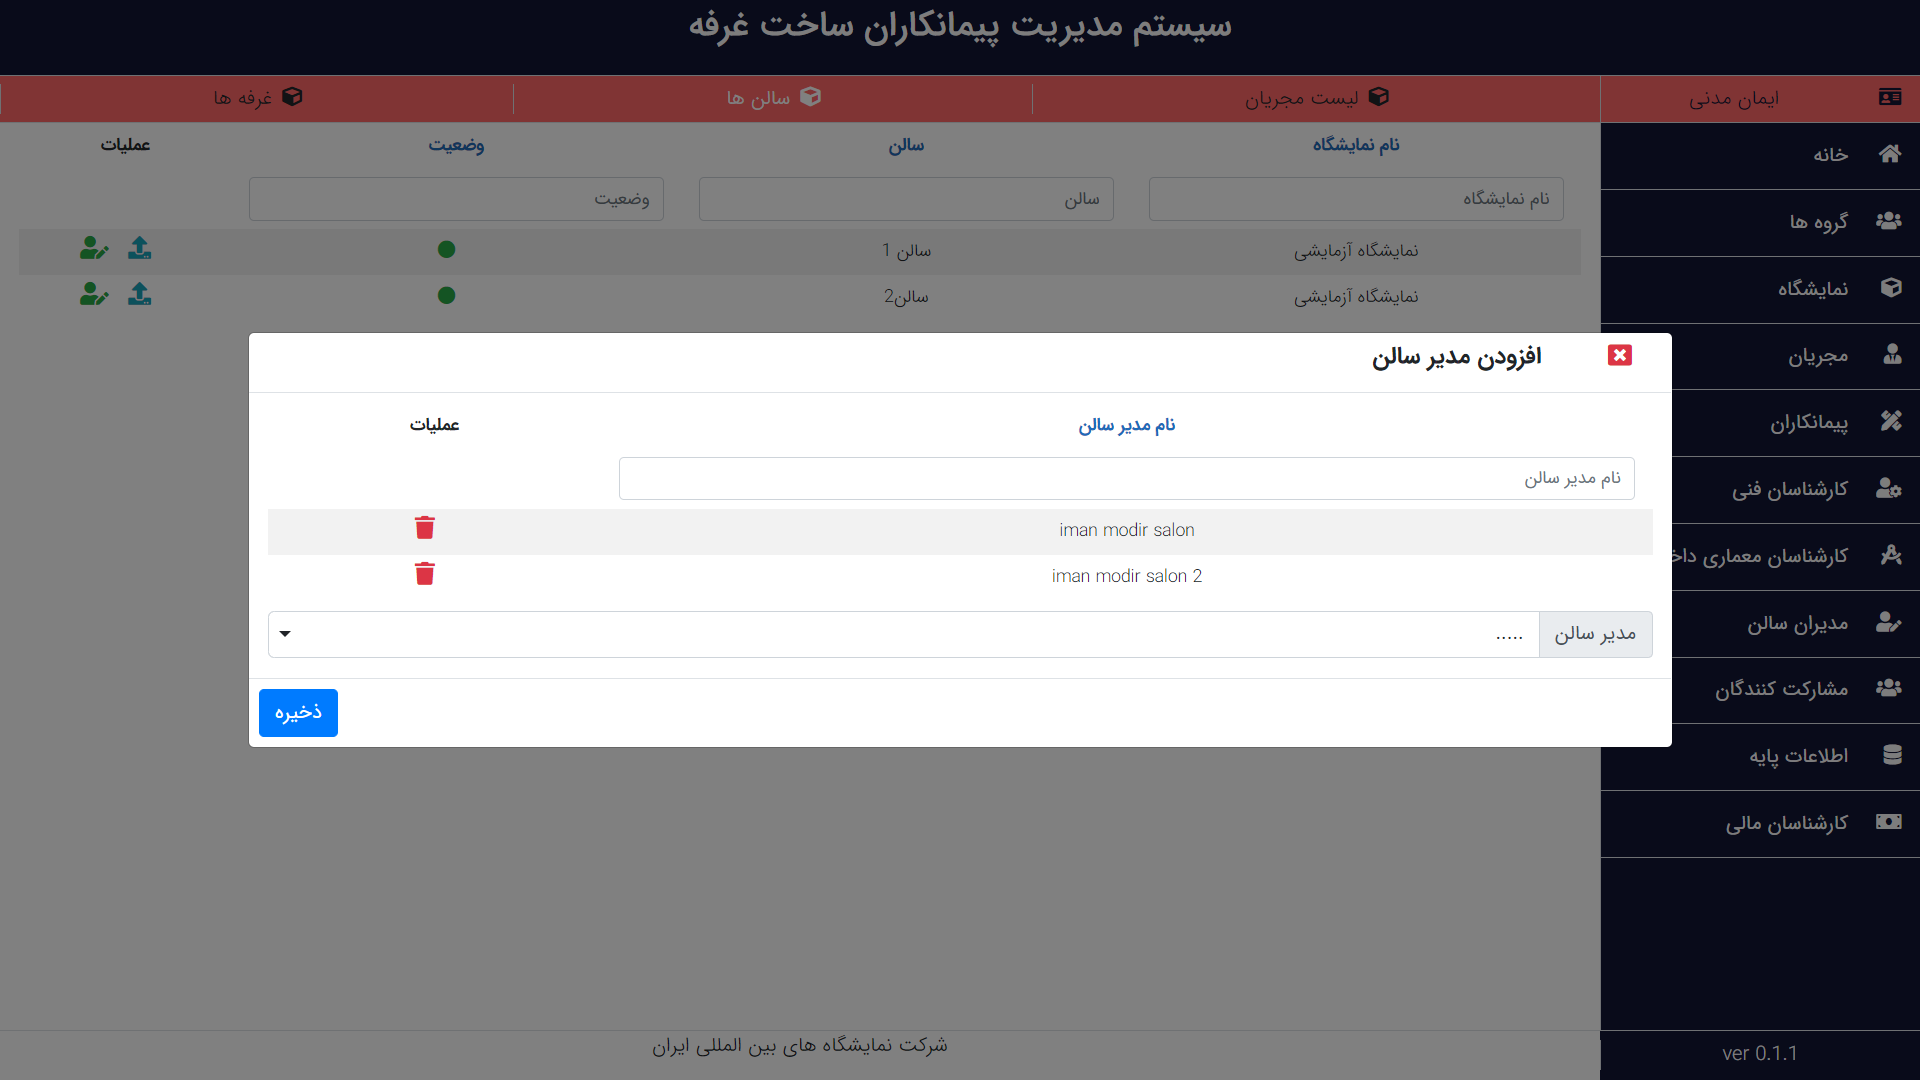 سیستم مدیریت پیمانکاران ساخت غرفه
ایمان مدنی
لیست مجریان
سالن ها
غرفه ها
خانه
گروه ها
نمایشگاه
مجریان
پیمانکاران
کارشناسان فنی
کارشناسان معماری داخ
مدیران سالن
مشارکت کنندگان
اطلاعات پایه
کارشناسان مالی
ver 0.1.1
نام نمایشگاه سالن وضعیت عملیات
نام نمایشگاه سالن وضعیت
نمایشگاه آزمایشی سالن 1
نمایشگاه آزمایشی سالن2
افزودن مدیر سالن
نام مدیر سالن عملیات
نام مدیر سالن
iman modir salon
iman modir salon 2
مدیر سالن .....
ذخیره
شرکت نمایشگاه های بین المللی ایران